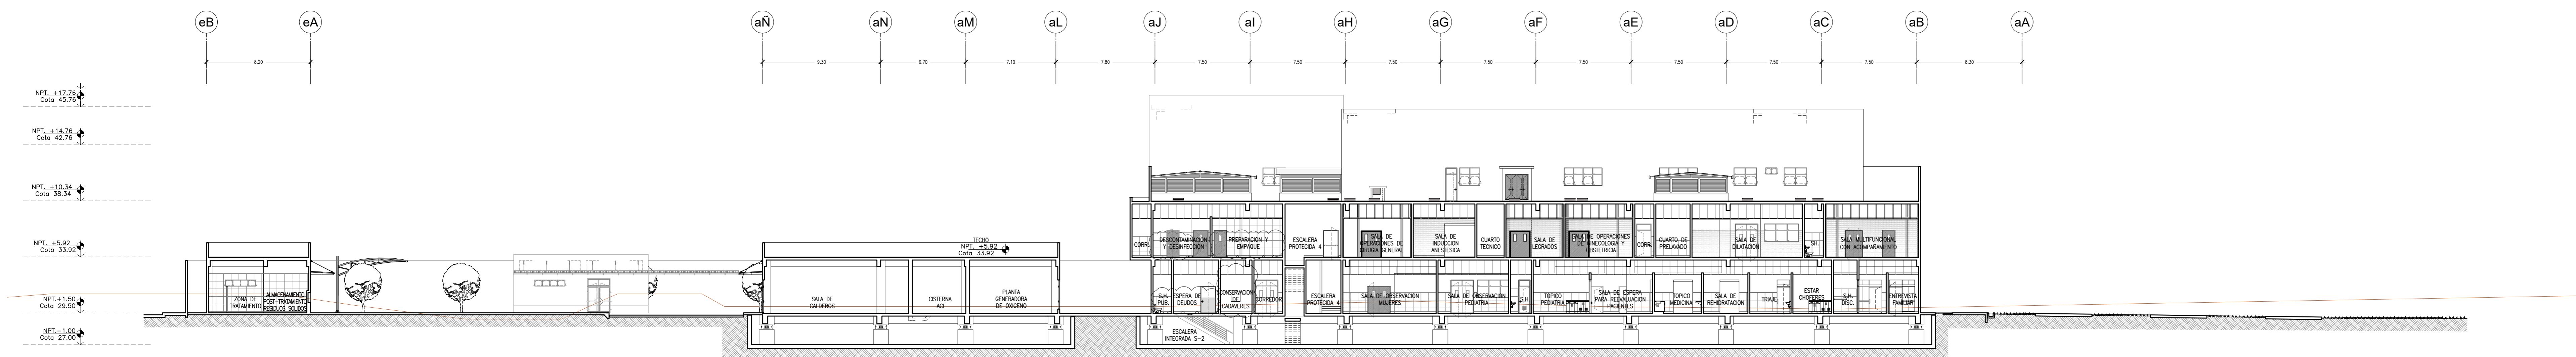 eB
eA
aÑ
aN
aM
aL
aJ
aI
aH
aG
aF
aE
aD
aC
aB
aA
8.20
9.30
6.70
7.10
7.80
7.50
7.50
7.50
7.50
7.50
7.50
7.50
7.50
8.30
NPT. +17.76
Cota 45.76
NPT. +14.76
Cota 42.76
NPT. +10.34
Cota 38.34
NPT. +5.92
Cota 33.92
NPT.+1.50
Cota 29.50
NPT.-1.00
Cota 27.00
TECHO
NPT. +5.92
Cota 33.92
CORR.
DESCONTAMINACION
Y DESINFECCION
PREPARACION Y
EMPAQUE
ESCALERA
PROTEGIDA 4
SALA DE
OPERACIONES DE
CIRUGIA GENERAL
SALA DE
INDUCCION
ANESTESICA
CUARTO
TECNICO
SALA DE
LEGRADOS
SALA DE OPERACIONES
DE GINECOLOGIA Y
OBSTETRICIA
CORR.
CUARTO DE
PRELAVADO
SALA DE
DILATACION
SH.
SALA MULTIFUNCIONAL
CON ACOMPAÑAMIENTO
ZONA DE
TRATAMIENTO
ALMACENAMIENTO
POST-TRATAMIENTO
RESIDUOS SOLIDOS
SALA DE
CALDEROS
CISTERNA
ACI
PLANTA
GENERADORA
DE OXIGENO
S.H.
PUB.
ESPERA DE
DEUDOS
CONSERVACION
DE
CADAVERES
CORREDOR
ESCALERA
PROTEGIDA 4
SALA DE OBSERVACION
MUJERES
SALA DE OBSERVACION
PEDIATRIA
S.H.
TOPICO
PEDIATRIA
SALA DE ESPERA
PARA REEVALUACION
PACIENTES
TOPICO
MEDICINA
SALA DE
REHIDRATACION
TRIAJE
ESTAR
CHOFERES
S.H.
DISC.
ENTREVISTA
FAMILIAR
ESCALERA
INTEGRADA S-2